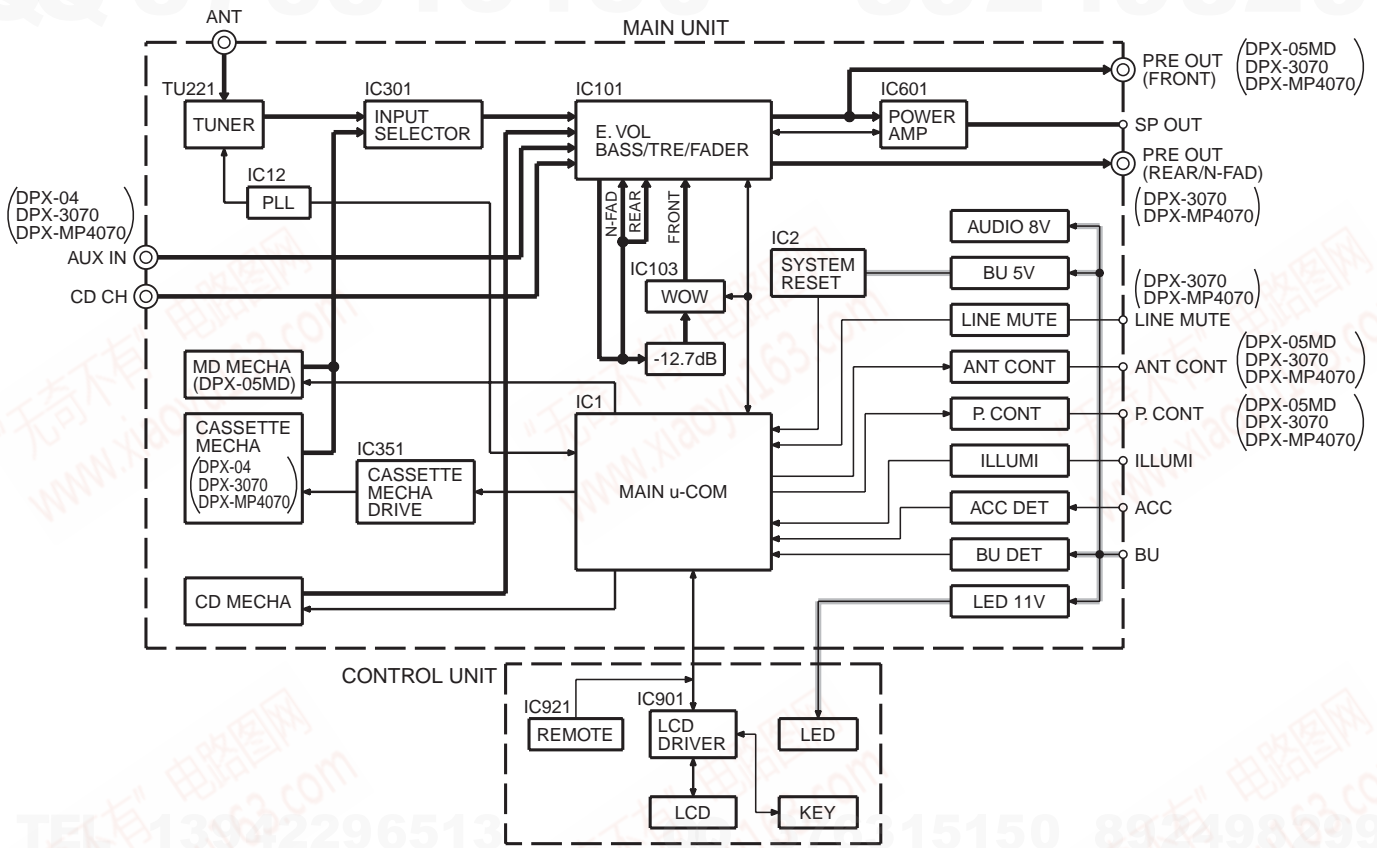 ANT
MAIN UNIT
TU221
TUNER
IC301
INPUT
SELECTOR
IC101
E. VOL
BASS/TRE/FADER
IC601
POWER
AMP
PRE OUT
(FRONT)
(DPX-05MD
DPX-3070
DPX-MP4070)
SP OUT
PRE OUT
(REAR/N-FAD)
(DPX-3070
DPX-MP4070)
IC12
PLL
(DPX-04
DPX-3070
DPX-MP4070)
AUX IN
CD CH
N-FAD
REAR
FRONT
IC103
WOW
-12.7dB
IC2
SYSTEM
RESET
AUDIO 8V
BU 5V
LINE MUTE
(DPX-3070
DPX-MP4070)
LINE MUTE
ANT CONT
ANT CONT
(DPX-05MD
DPX-3070
DPX-MP4070)
P. CONT
P. CONT
(DPX-05MD
DPX-3070
DPX-MP4070)
ILLUMI
ILLUMI
ACC DET
ACC
BU DET
BU
LED 11V
MD MECHA
(DPX-05MD)
CASSETTE
MECHA
(DPX-04
DPX-3070
DPX-MP4070)
IC351
CASSETTE
MECHA
DRIVE
IC1
MAIN u-COM
CD MECHA
CONTROL UNIT
IC921
REMOTE
IC901
LCD
DRIVER
LED
LCD
KEY